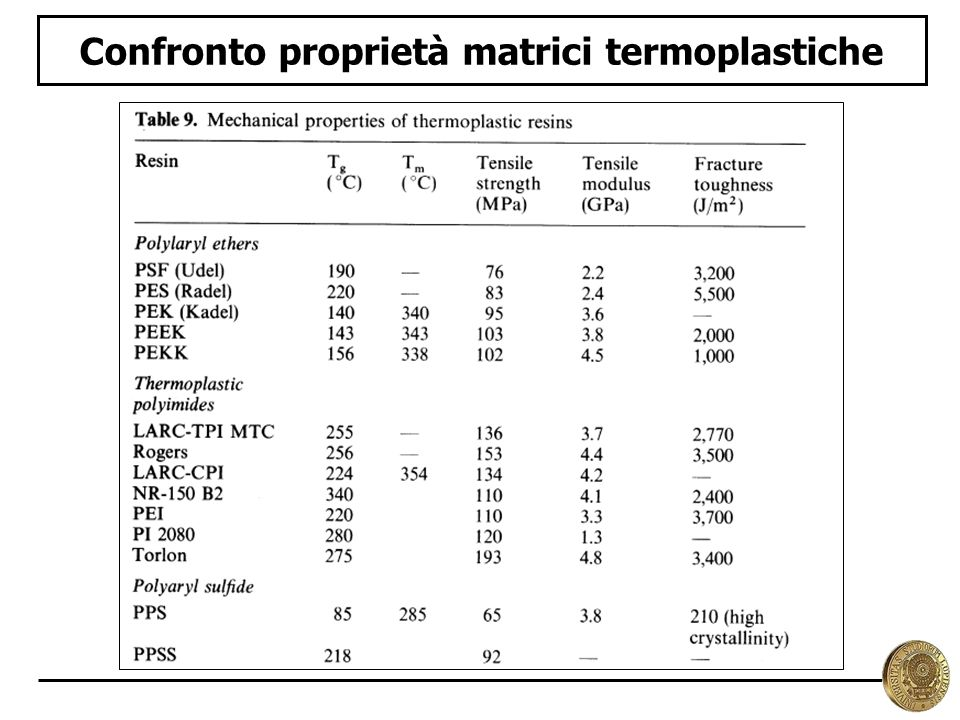 Confronto proprietà matrici termoplastiche
Table 9. Mechanical properties of thermoplastic resins
Resin Tg (°C) Tm (°C) Tensile strength (MPa) Tensile modulus (GPa) Fracture toughness (J/m²)
Polylaryl ethers
PSF (Udel) 190 — 76 2.2 3,200
PES (Radel) 220 — 83 2.4 5,500
PEK (Kadel) 140 340 95 3.6 —
PEEK 143 343 103 3.8 2,000
PEKK 156 338 102 4.5 1,000
Thermoplastic
polyimides
LARC-TPI MTC 255 — 136 3.7 2,770
Rogers 256 — 153 4.4 3,500
LARC-CPI 224 354 134 4.2 —
NR-150 B2 340 110 4.1 2,400
PEI 220 110 3.3 3,700
PI 2080 280 120 1.3 —
Torlon 275 193 4.8 3,400
Polyaryl sulfide
PPS 85 285 65 3.8 210 (high
crystallinity)
PPSS 218 92 — —